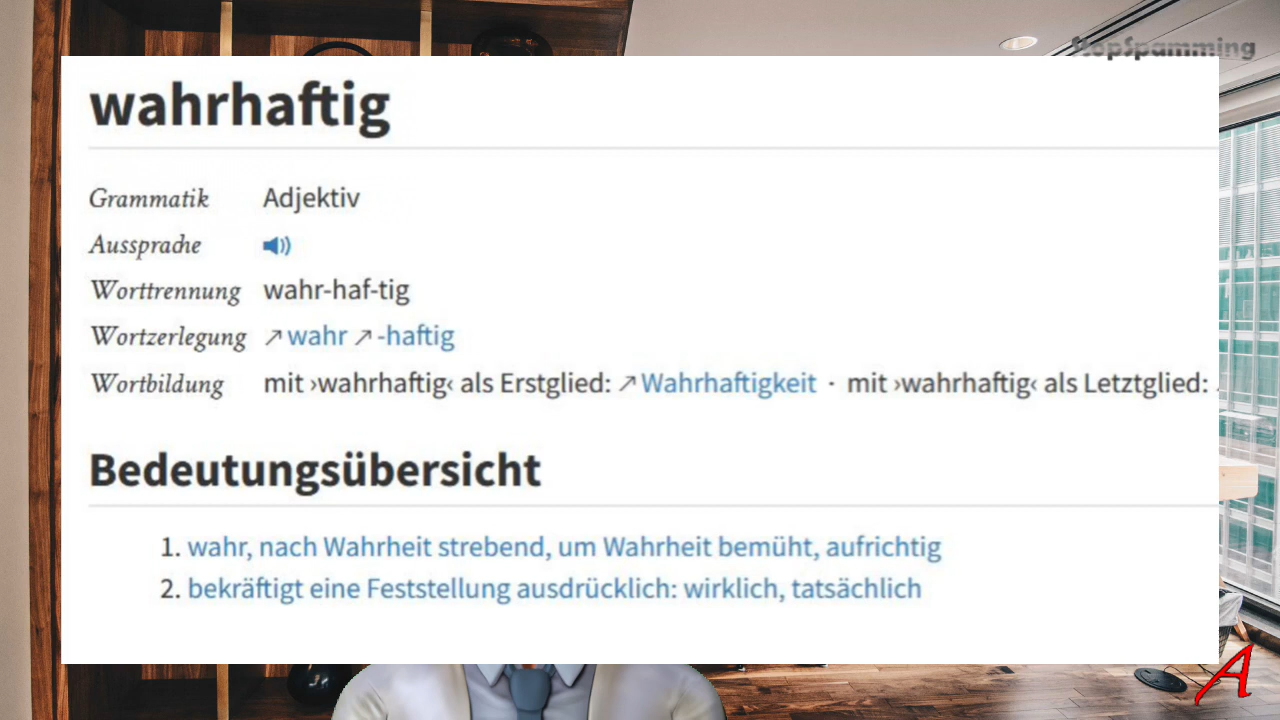 StopSpamming
wahrhaftig
Grammatik Adjektiv
Aussprache
Worttrennung wahr-haf-tig
Wortzerlegung ↗ wahr ↗ -haftig
Wortbildung mit ›wahrhaftig‹ als Erstglied: ↗ Wahrhaftigkeit · mit ›wahrhaftig‹ als Letztglied:
Bedeutungsübersicht
1. wahr, nach Wahrheit strebend, um Wahrheit bemüht, aufrichtig
2. bekräftigt eine Feststellung ausdrücklich: wirklich, tatsächlich
A